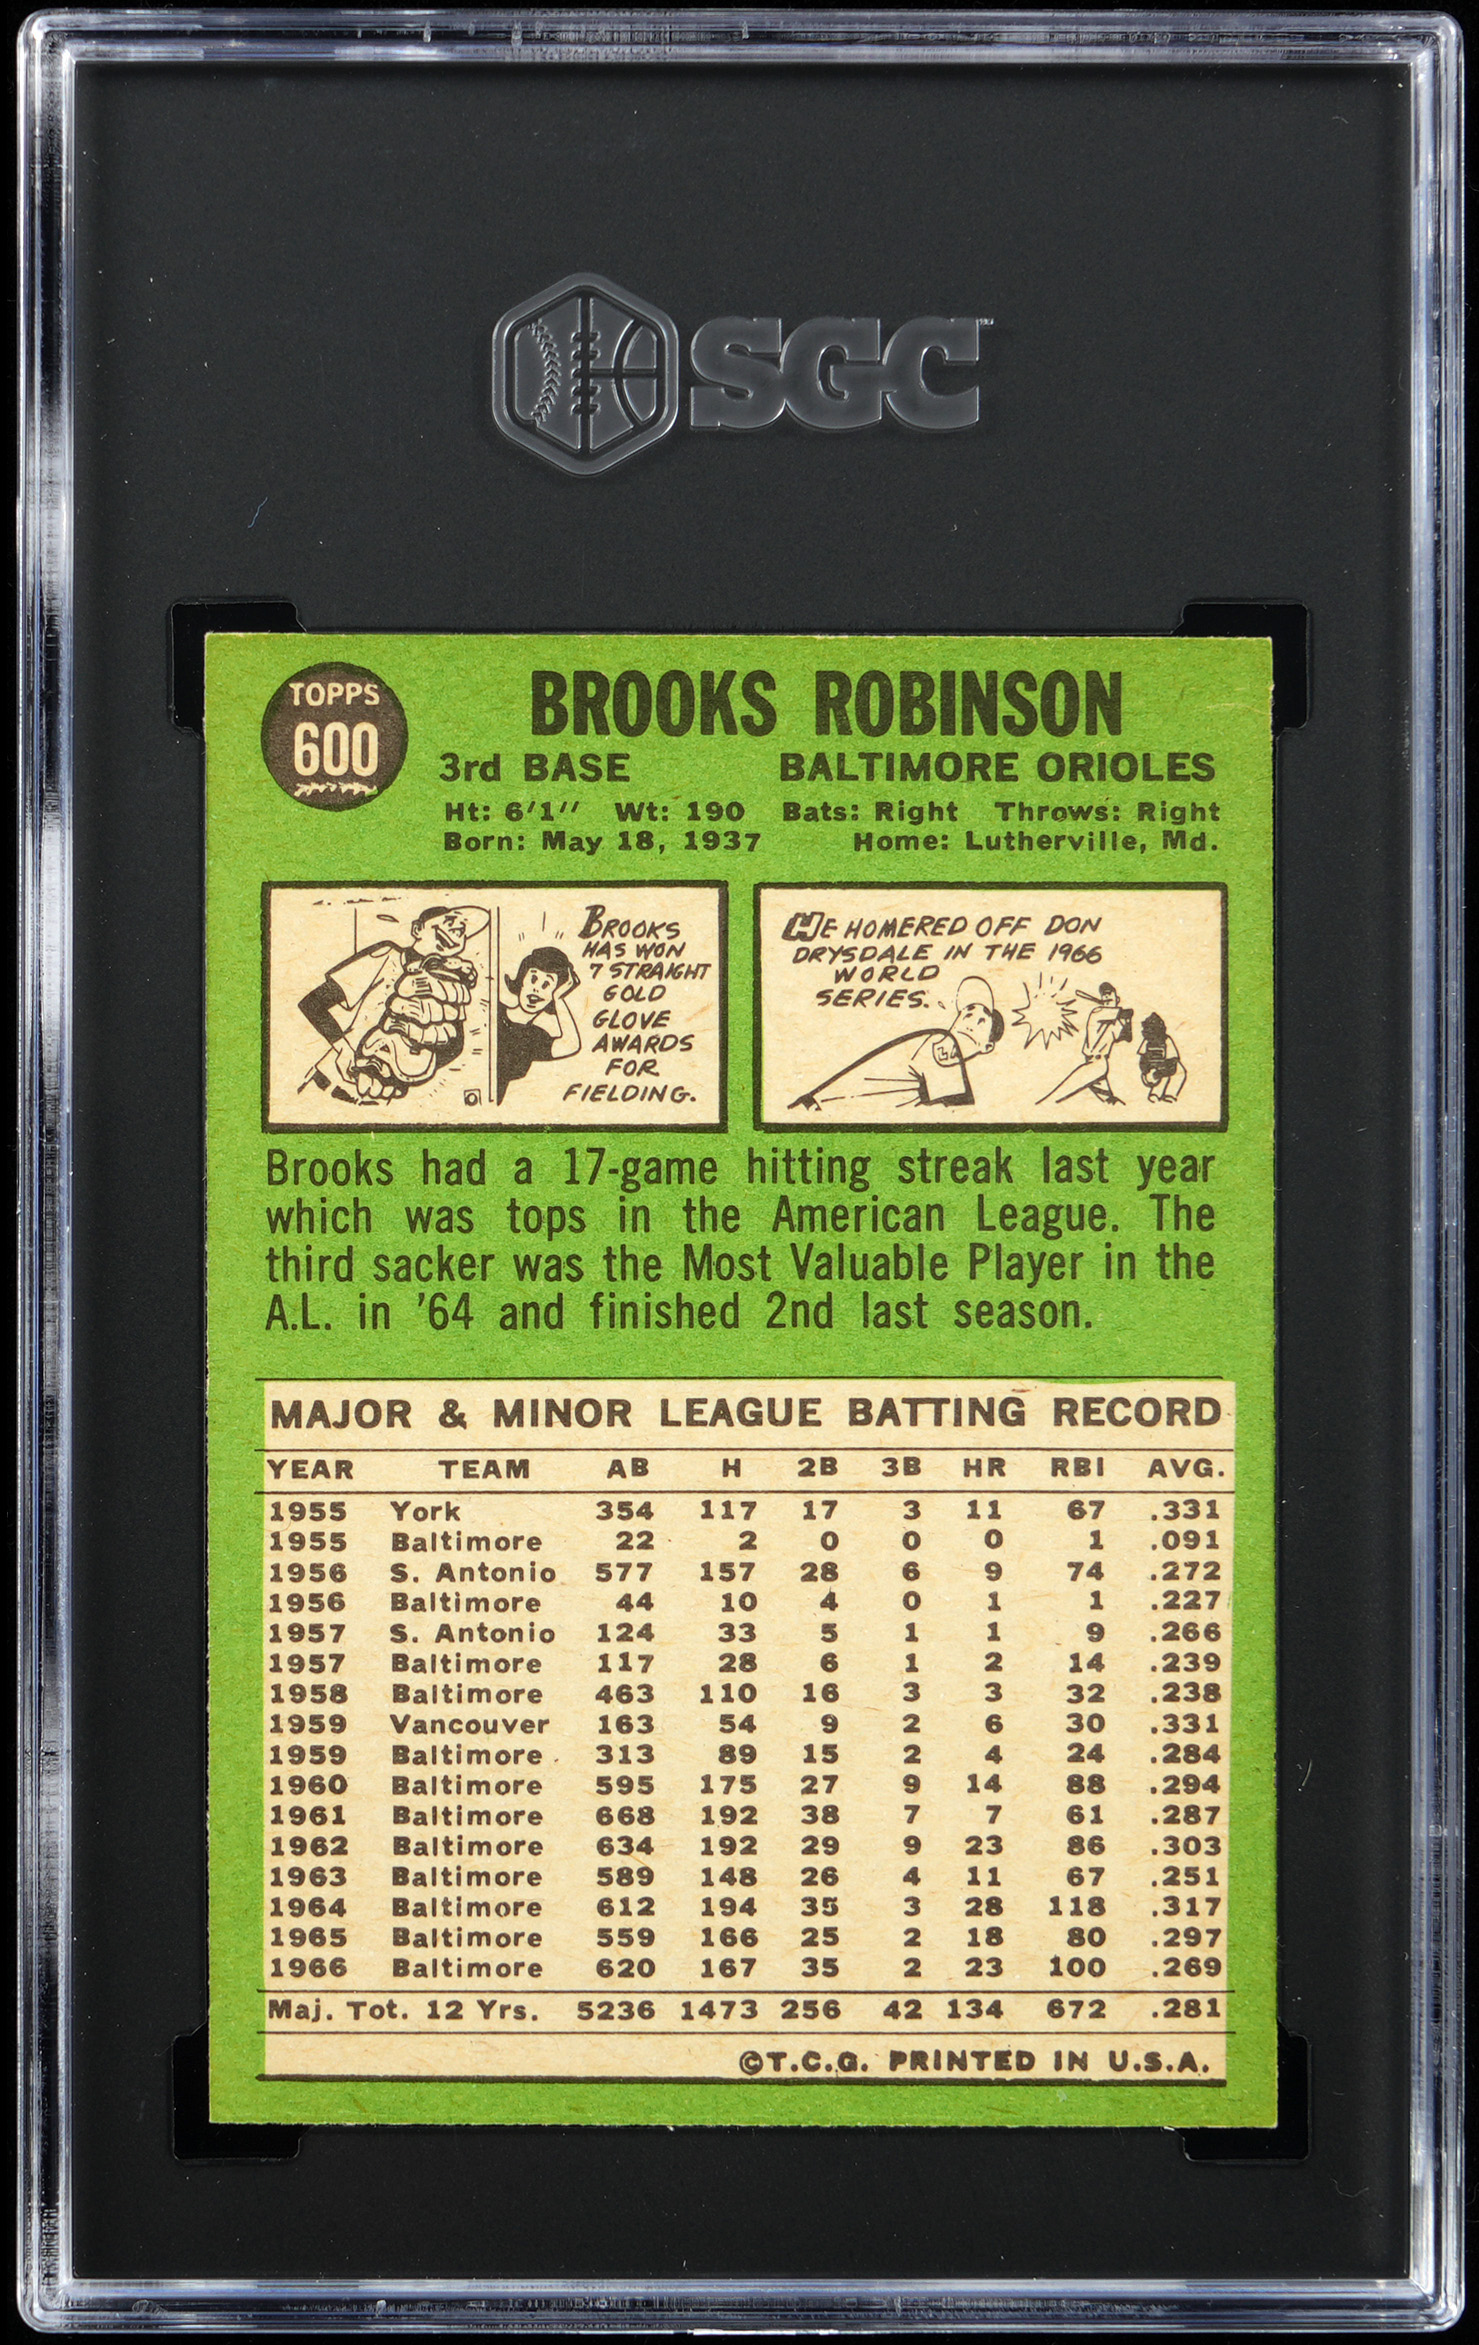 SGC
TOPPS
600
BROOKS ROBINSON
3rd BASE BALTIMORE ORIOLES
Ht: 6'1" Wt: 190 Bats: Right Throws: Right
Born: May 18, 1937 Home: Lutherville, Md.
BROOKS
HAS WON
7 STRAIGHT
GOLD
GLOVE
AWARDS
FOR
FIELDING.
HE HOMERED OFF DON
DRYSDALE IN THE 1966
WORLD
SERIES.
Brooks had a 17-game hitting streak last year
which was tops in the American League. The
third sacker was the Most Valuable Player in the
A.L. in '64 and finished 2nd last season.
MAJOR & MINOR LEAGUE BATTING RECORD
YEAR TEAM AB H 2B 3B HR RBI AVG.
1955 York 354 117 17 3 11 67 .331
1955 Baltimore 22 2 0 0 0 1 .091
1956 S. Antonio 577 157 28 6 9 74 .272
1956 Baltimore 44 10 4 0 1 1 .227
1957 S. Antonio 124 33 5 1 1 9 .266
1957 Baltimore 117 28 6 1 2 14 .239
1958 Baltimore 463 110 16 3 3 32 .238
1959 Vancouver 163 54 9 2 6 30 .331
1959 Baltimore 313 89 15 2 4 24 .284
1960 Baltimore 595 175 27 9 14 88 .294
1961 Baltimore 668 192 38 7 7 61 .287
1962 Baltimore 634 192 29 9 23 86 .303
1963 Baltimore 589 148 26 4 11 67 .251
1964 Baltimore 612 194 35 3 28 118 .317
1965 Baltimore 559 166 25 2 18 80 .297
1966 Baltimore 620 167 35 2 23 100 .269
Maj. Tot. 12 Yrs. 5236 1473 256 42 134 672 .281
©T.C.G. PRINTED IN U.S.A.